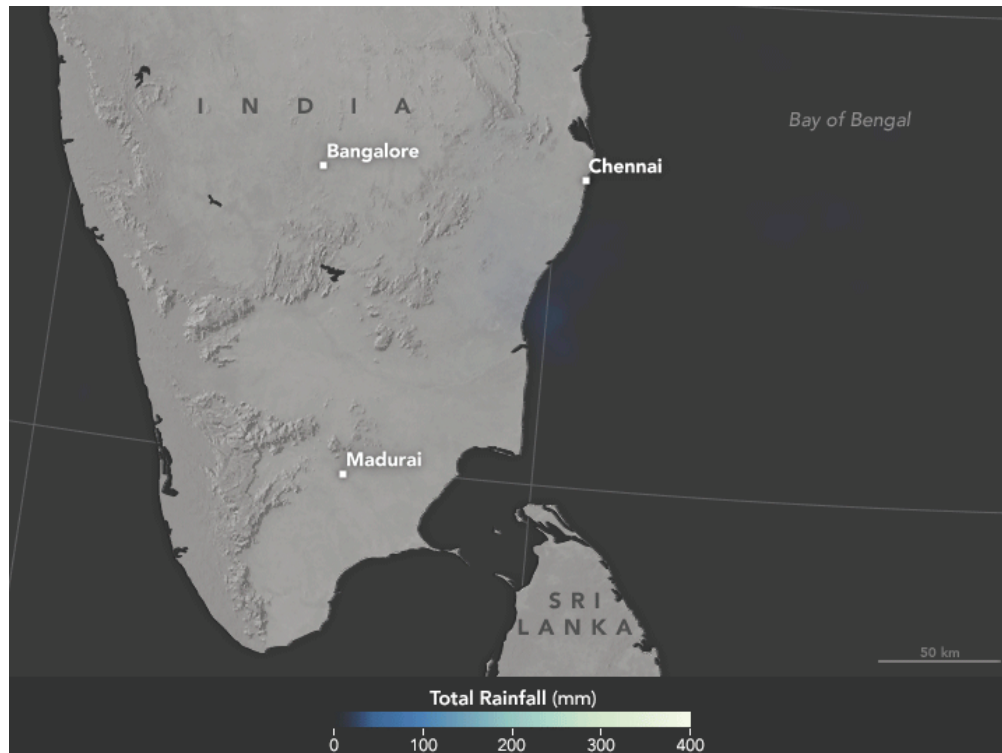 I N D I A
Bay of Bengal
Bangalore
Chennai
Madurai
SRI
LANKA
50 km
Total Rainfall (mm)
0 100 200 300 400